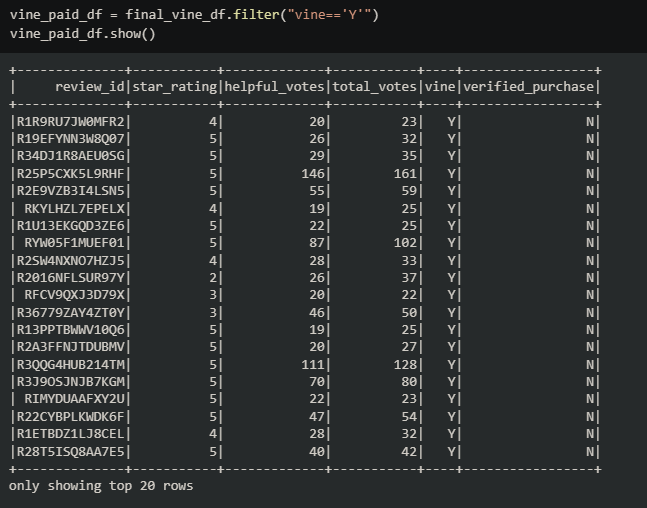 vine_paid_df = final_vine_df.filter("vine=='Y'")
vine_paid_df.show()
+--------------+-----------+-------------+-----------+----+-----------------+
|     review_id|star_rating|helpful_votes|total_votes|vine|verified_purchase|
+--------------+-----------+-------------+-----------+----+-----------------+
|R1R9RU7JW0MFR2|          4|           20|         23|   Y|                N|
|R19EFYNN3W8Q07|          5|           26|         32|   Y|                N|
|R34DJ1R8AEU0SG|          5|           29|         35|   Y|                N|
|R25P5CXK5L9RHF|          5|          146|        161|   Y|                N|
|R2E9VZB3I4LSN5|          5|           55|         59|   Y|                N|
| RKYLHZL7EPELX|          4|           19|         25|   Y|                N|
|R1U13EKGQD3ZE6|          5|           22|         25|   Y|                N|
| RYW05F1MUEF01|          5|           87|        102|   Y|                N|
|R2SW4NXNO7HZJ5|          4|           28|         33|   Y|                N|
|R2016NFLSUR97Y|          2|           26|         37|   Y|                N|
| RFCV9QXJ3D79X|          3|           20|         22|   Y|                N|
|R36779ZAY4ZT0Y|          3|           46|         50|   Y|                N|
|R13PPTBWWV10Q6|          5|           19|         25|   Y|                N|
|R2A3FFNJTDUBMV|          5|           20|         27|   Y|                N|
|R3QQG4HUB214TM|          5|          111|        128|   Y|                N|
|R3J9OSJNJB7KGM|          5|           70|         80|   Y|                N|
| RIMYDUAAFXY2U|          5|           22|         23|   Y|                N|
|R22CYBPLKWDK6F|          5|           47|         54|   Y|                N|
|R1ETBDZ1LJ8CEL|          4|           28|         32|   Y|                N|
|R28T5ISQ8AA7E5|          5|           40|         42|   Y|                N|
+--------------+-----------+-------------+-----------+----+-----------------+
only showing top 20 rows